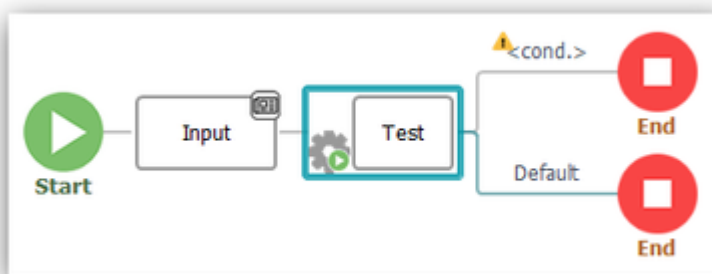 <cond.>
Input
Test
End
Start
Default
End